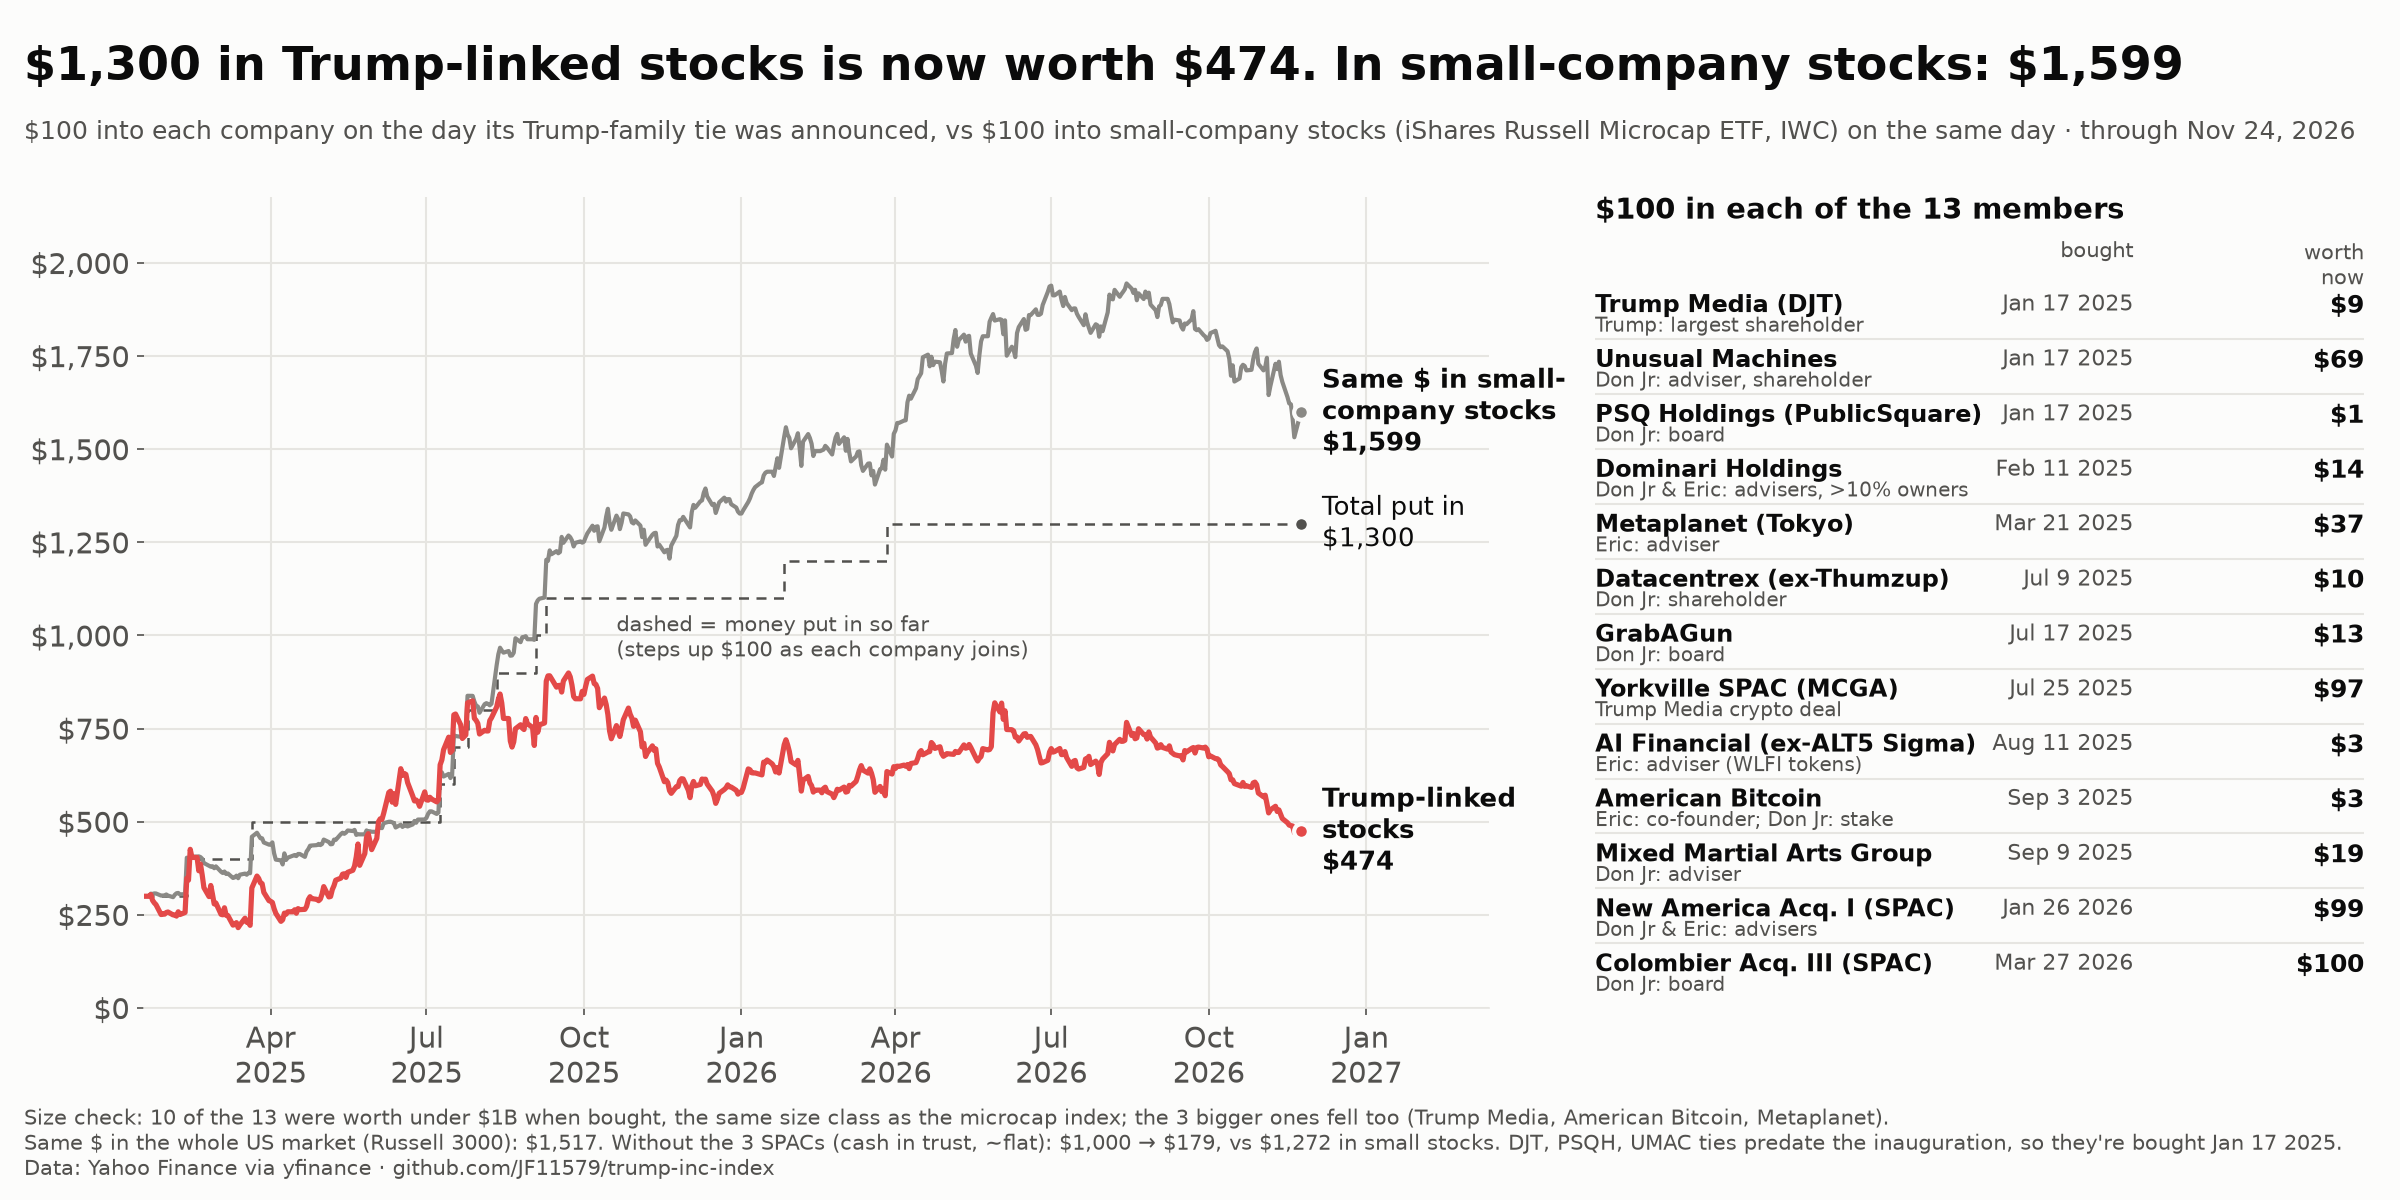 $1,300 in Trump-linked stocks is now worth $474. In small-company stocks: $1,599
$100 into each company on the day its Trump-family tie was announced, vs $100 into small-company stocks (iShares Russell Microcap ETF, IWC) on the same day · through Nov 24, 2026
$2,000
$1,750
$1,500
$1,250
$1,000
$750
$500
$250
$0
Apr
2025
Jul
2025
Oct
2025
Jan
2026
Apr
2026
Jul
2026
Oct
2026
Jan
2027
Same $ in small-
company stocks
$1,599
Total put in
$1,300
dashed = money put in so far
(steps up $100 as each company joins)
Trump-linked
stocks
$474
$100 in each of the 13 members
bought
worth
now
Trump Media (DJT) Jan 17 2025 $9
Trump: largest shareholder
Unusual Machines Jan 17 2025 $69
Don Jr: adviser, shareholder
PSQ Holdings (PublicSquare) Jan 17 2025 $1
Don Jr: board
Dominari Holdings Feb 11 2025 $14
Don Jr & Eric: advisers, >10% owners
Metaplanet (Tokyo) Mar 21 2025 $37
Eric: adviser
Datacentrex (ex-Thumzup) Jul 9 2025 $10
Don Jr: shareholder
GrabAGun Jul 17 2025 $13
Don Jr: board
Yorkville SPAC (MCGA) Jul 25 2025 $97
Trump Media crypto deal
AI Financial (ex-ALT5 Sigma) Aug 11 2025 $3
Eric: adviser (WLFI tokens)
American Bitcoin Sep 3 2025 $3
Eric: co-founder; Don Jr: stake
Mixed Martial Arts Group Sep 9 2025 $19
Don Jr: adviser
New America Acq. I (SPAC) Jan 26 2026 $99
Don Jr & Eric: advisers
Colombier Acq. III (SPAC) Mar 27 2026 $100
Don Jr: board
Size check: 10 of the 13 were worth under $1B when bought, the same size class as the microcap index; the 3 bigger ones fell too (Trump Media, American Bitcoin, Metaplanet).
Same $ in the whole US market (Russell 3000): $1,517. Without the 3 SPACs (cash in trust, ~flat): $1,000 → $179, vs $1,272 in small stocks. DJT, PSQH, UMAC ties predate the inauguration, so they're bought Jan 17 2025.
Data: Yahoo Finance via yfinance · github.com/JF11579/trump-inc-index